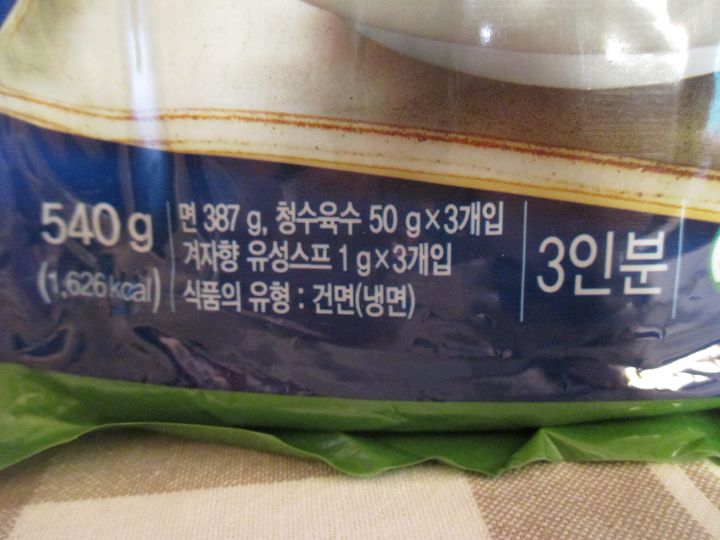 540 g
(1,626 kcal)
면 387 g, 청수육수 50 g×3개입
겨자향 유성스프 1 g×3개입
식품의 유형 : 건면(냉면)
3인분